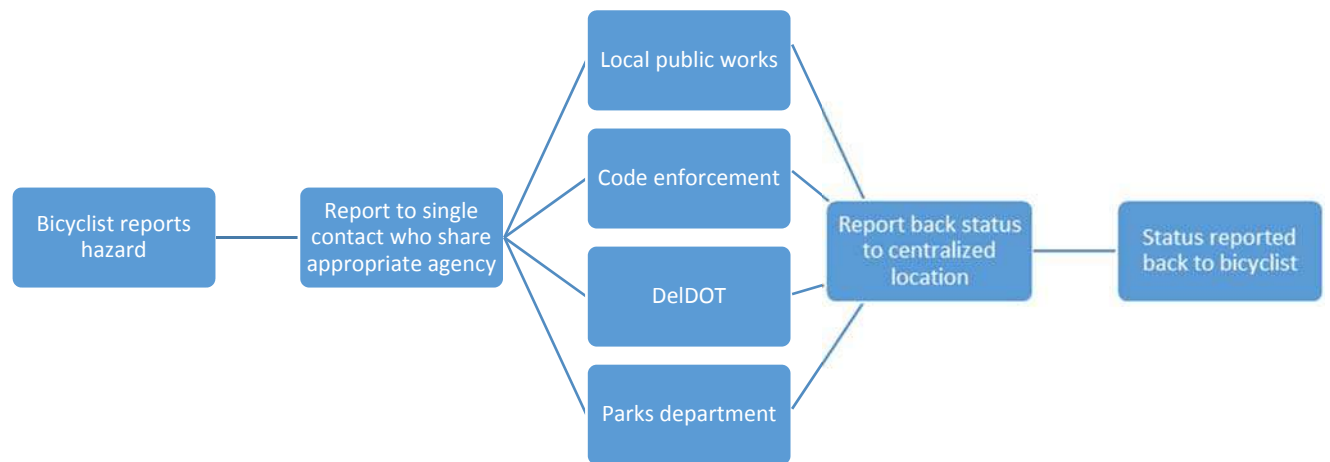 Bicyclist reports
hazard
Report to single
contact who share
appropriate agency
Local public works
Code enforcement
DelDOT
Parks department
Report back status
to centralized
location
Status reported
back to bicyclist